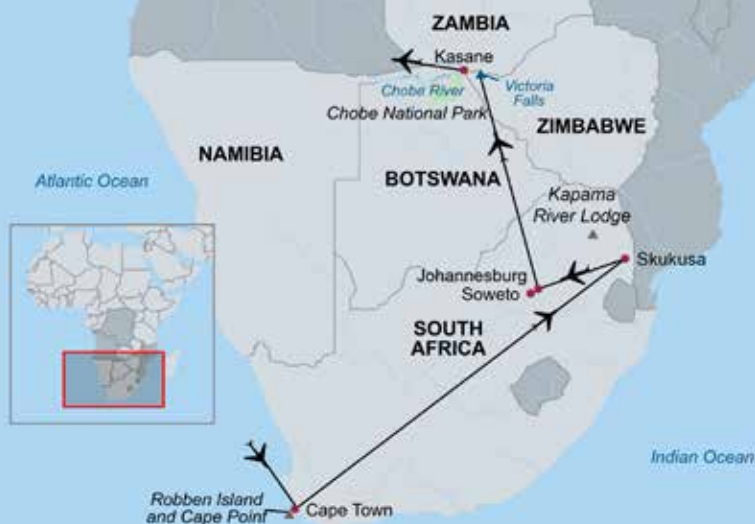 ZAMBIA
Kasane
Chobe River
Victoria
Falls
Chobe National Park
ZIMBABWE
NAMIBIA
BOTSWANA
Atlantic Ocean
Kapama
River Lodge
Skukusa
Johannesburg
Soweto
SOUTH
AFRICA
Indian Ocean
Robben Island
and Cape Point
Cape Town